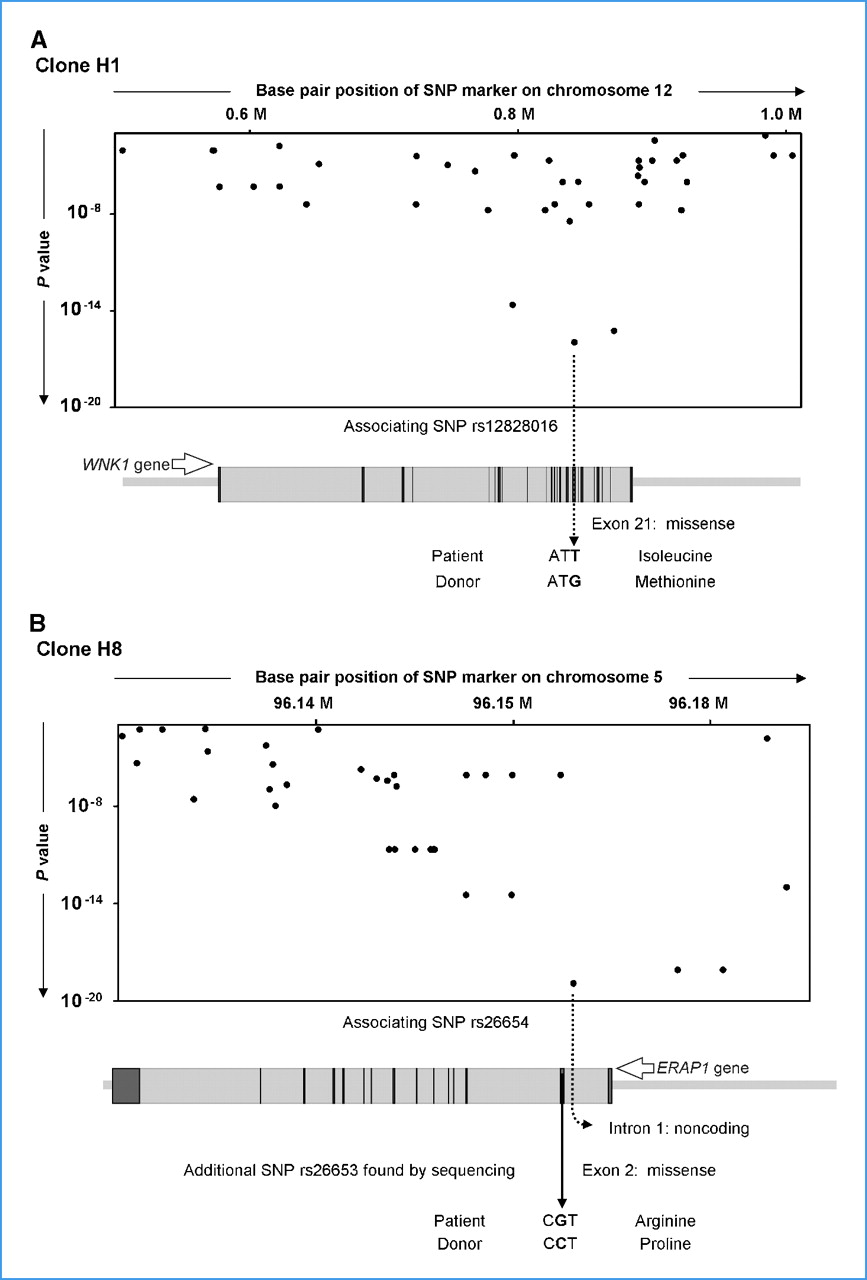 A
Clone H1
Base pair position of SNP marker on chromosome 12
0.6 M 0.8 M 1.0 M
P value
10-8
10-14
10-20
Associating SNP rs12828016
WNK1 gene
Exon 21: missense
Patient ATT Isoleucine
Donor ATG Methionine
B
Clone H8
Base pair position of SNP marker on chromosome 5
96.14 M 96.15 M 96.18 M
P value
10-8
10-14
10-20
Associating SNP rs26654
ERAP1 gene
Intron 1: noncoding
Additional SNP rs26653 found by sequencing Exon 2: missense
Patient CGT Arginine
Donor CCT Proline